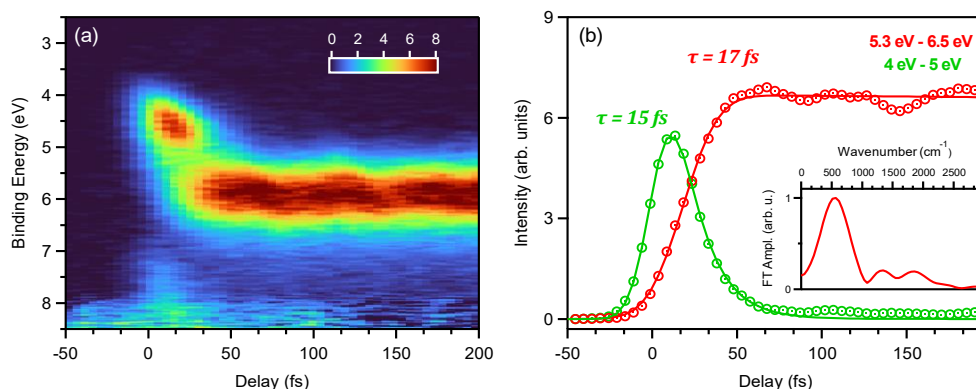 (a)
0 2 4 6 8
3
4
5
6
7
8
Binding Energy (eV)
-50 0 50 100 150 200
Delay (fs)
(b)
9
6
3
0
Intensity (arb. units)
τ = 17 fs
τ = 15 fs
5.3 eV - 6.5 eV
4 eV - 5 eV
Wavenumber (cm⁻¹)
0 500 1000 1500 2000 2500
1
0
FT Ampl. (arb. u.)
-50 0 50 100 150
Delay (fs)